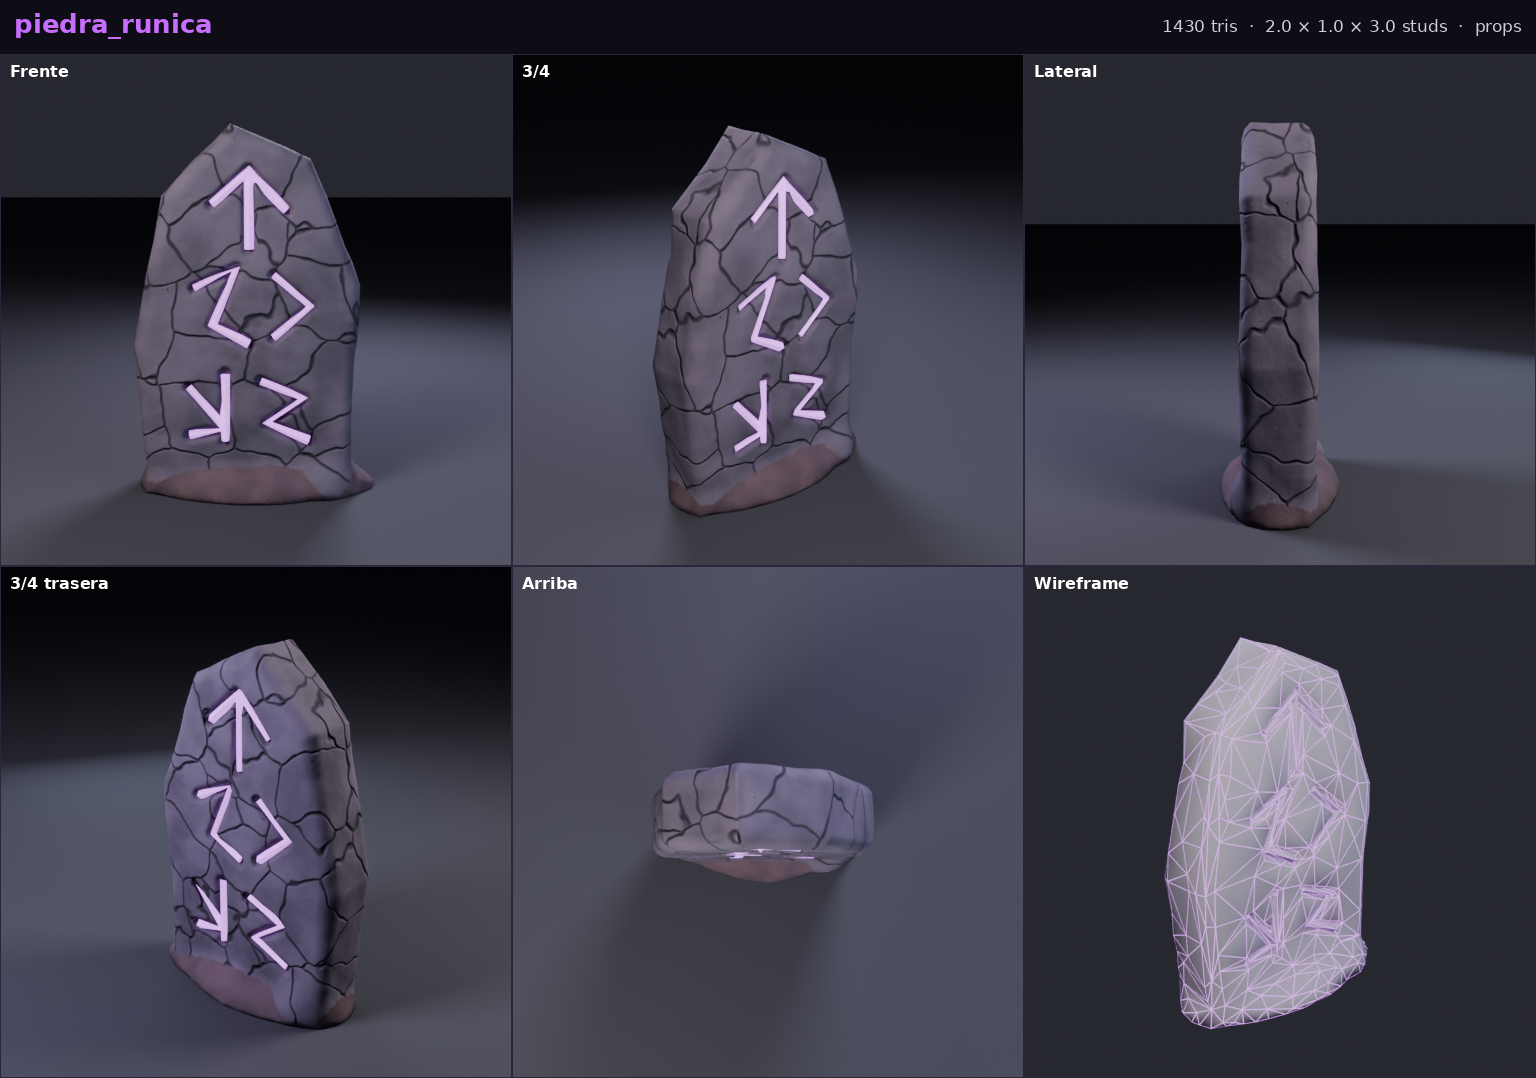 piedra_runica
1430 tris · 2.0 × 1.0 × 3.0 studs · props
Frente
3/4
Lateral
3/4 trasera
Arriba
Wireframe